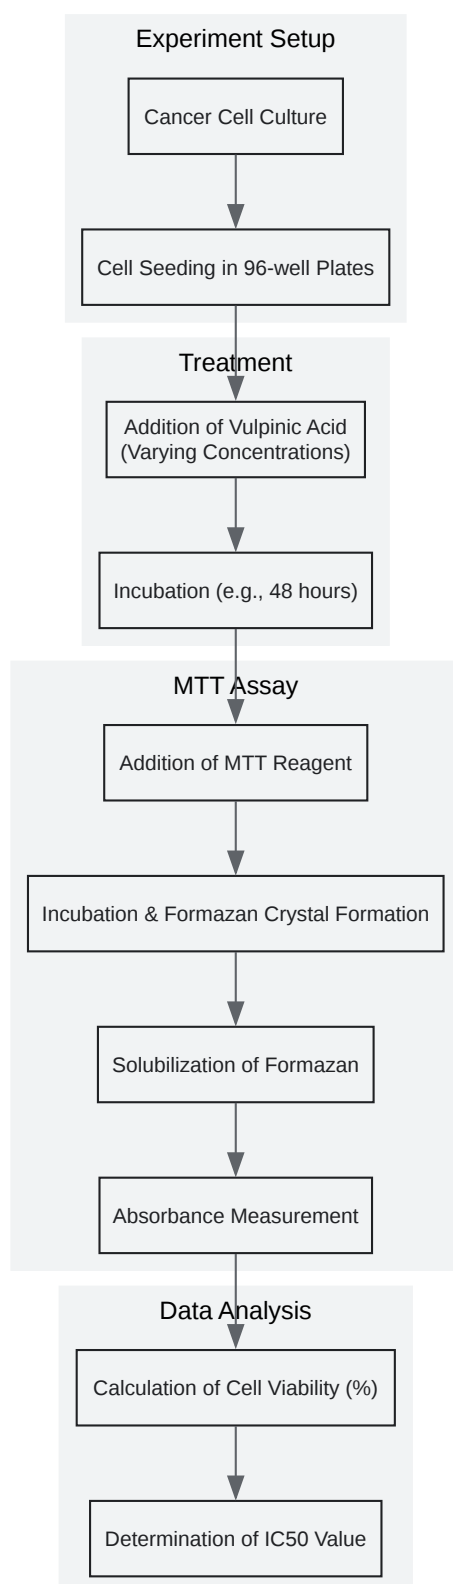 Experiment Setup
Cancer Cell Culture
Cell Seeding in 96-well Plates
Treatment
Addition of Vulpinic Acid
(Varying Concentrations)
Incubation (e.g., 48 hours)
MTT Assay
Addition of MTT Reagent
Incubation & Formazan Crystal Formation
Solubilization of Formazan
Absorbance Measurement
Data Analysis
Calculation of Cell Viability (%)
Determination of IC50 Value